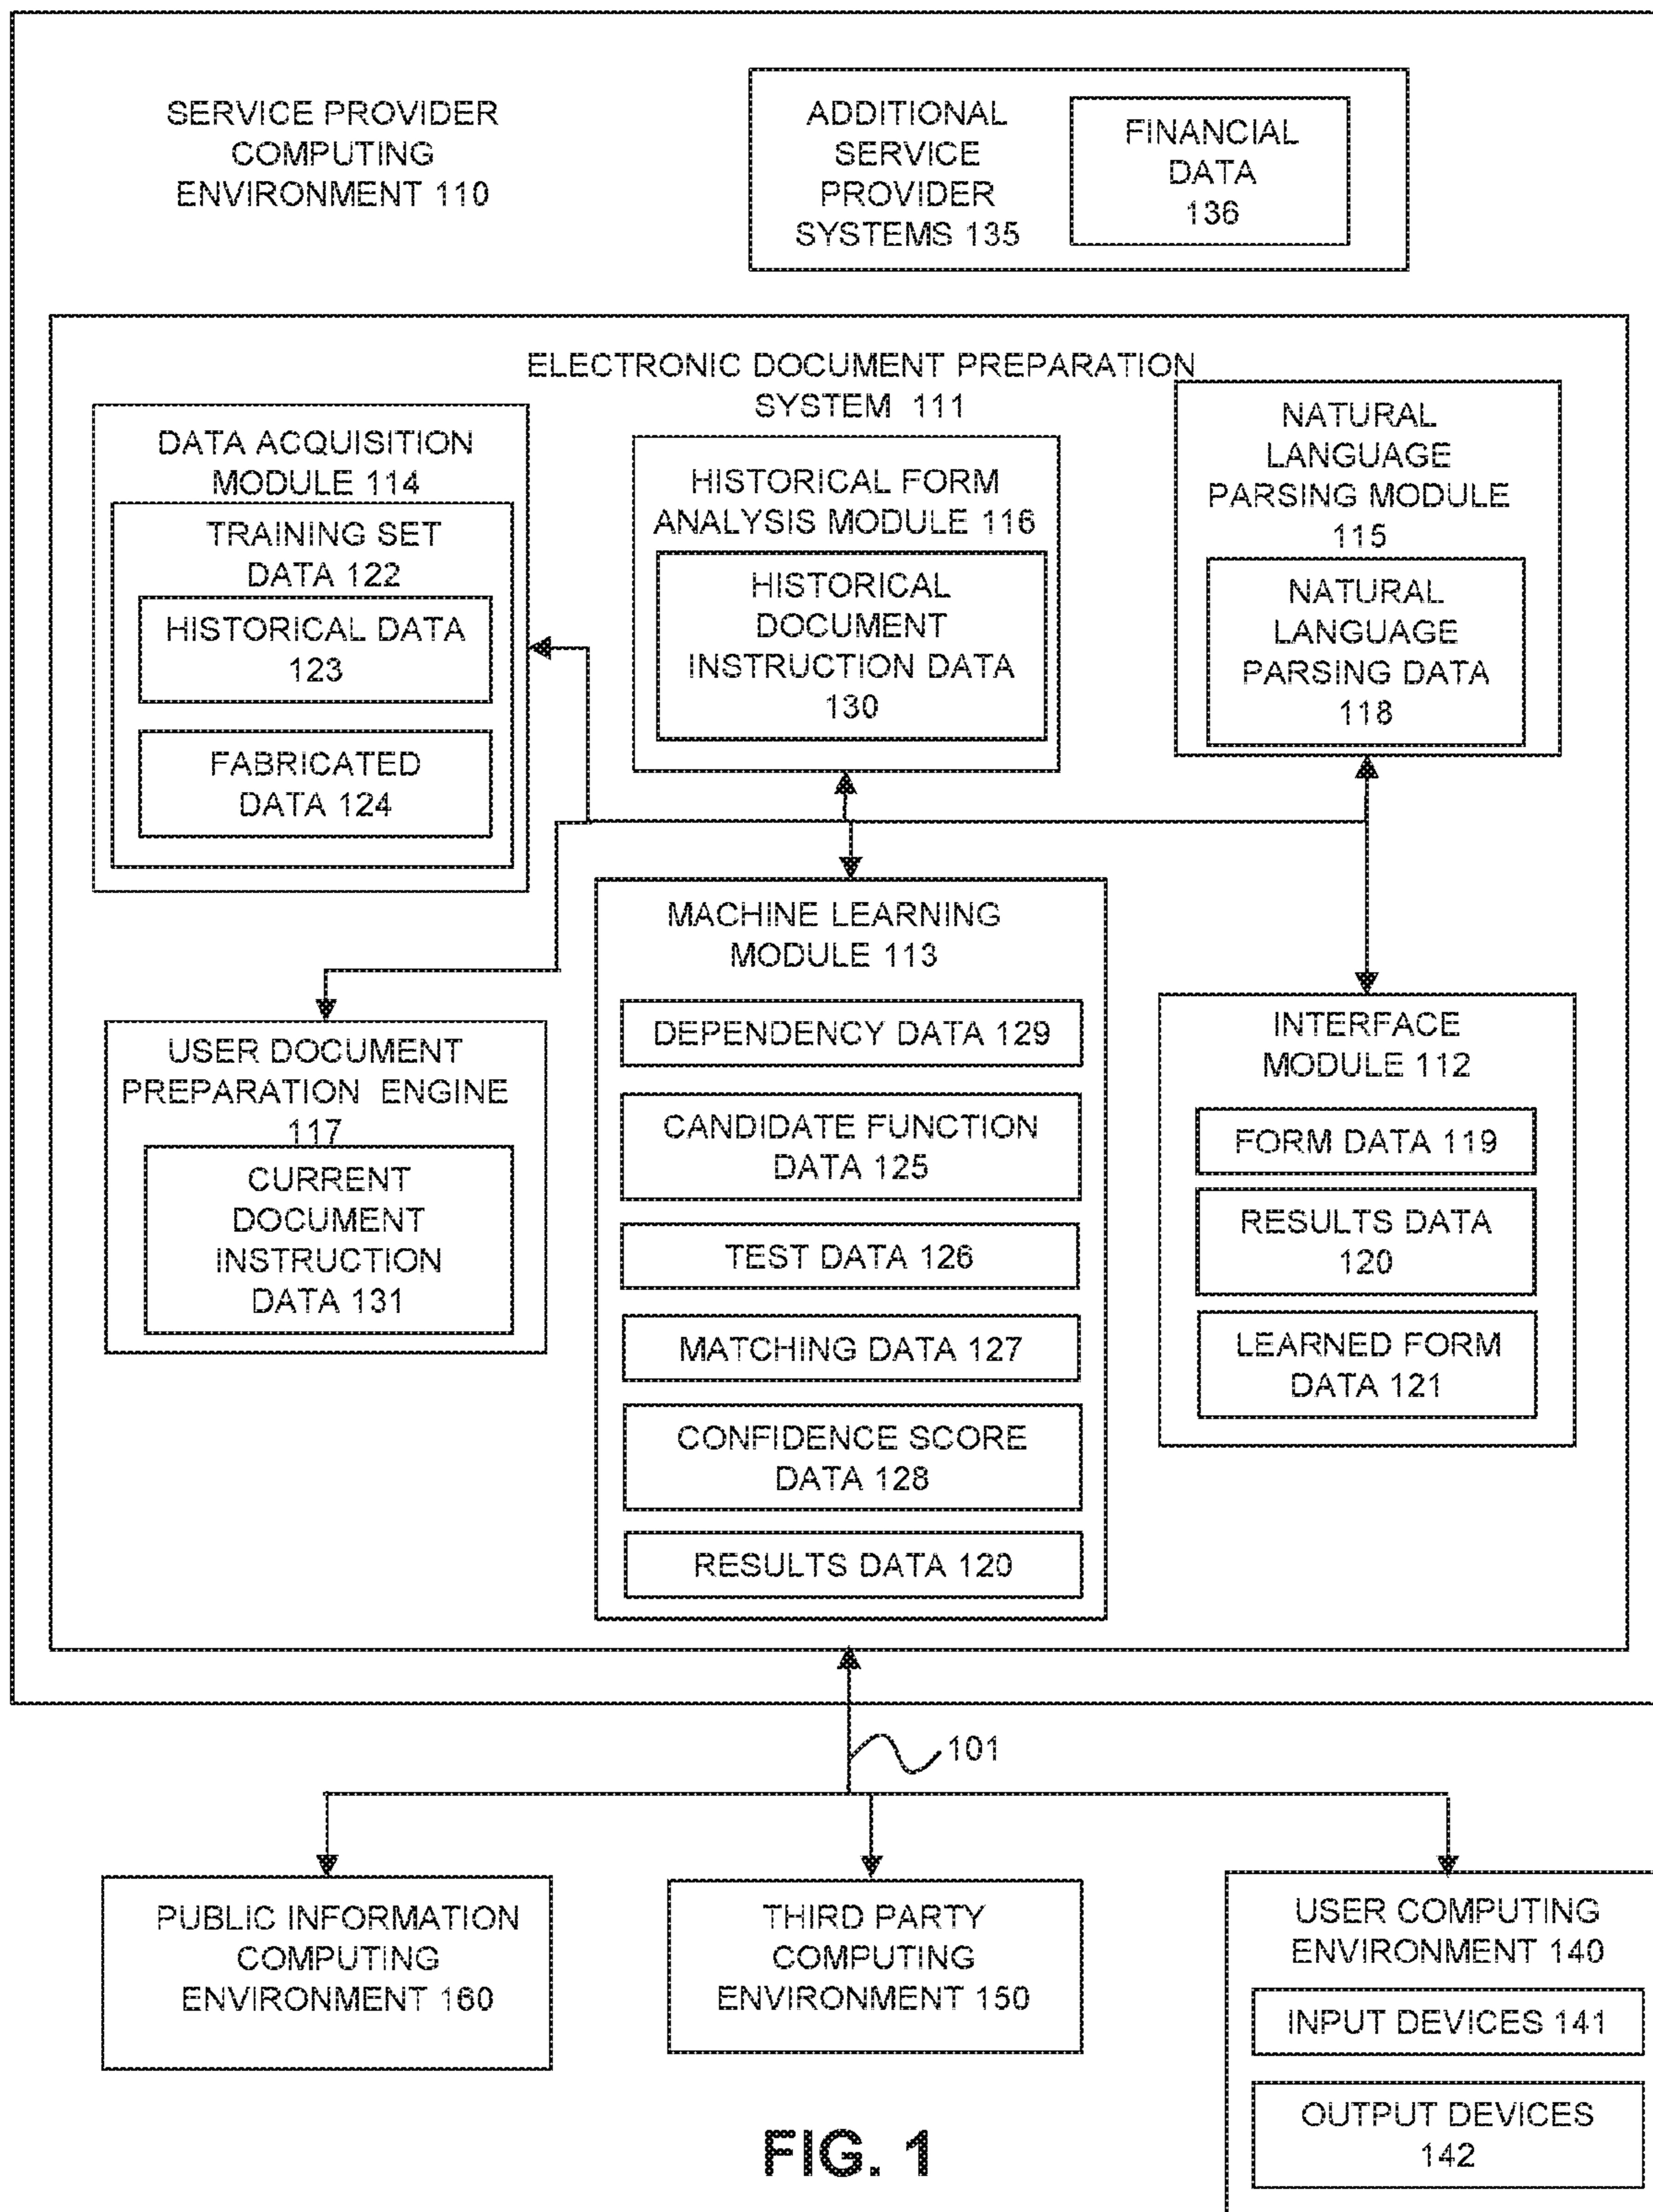 SERVICE PROVIDER
COMPUTING
ENVIRONMENT 110
ADDITIONAL
SERVICE
PROVIDER
SYSTEMS 135
FINANCIAL
DATA
136
ELECTRONIC DOCUMENT PREPARATION
SYSTEM 111
DATA ACQUISITION
MODULE 114
TRAINING SET
DATA 122
HISTORICAL DATA
123
FABRICATED
DATA 124
HISTORICAL FORM
ANALYSIS MODULE 116
HISTORICAL
DOCUMENT
INSTRUCTION DATA
130
NATURAL
LANGUAGE
PARSING MODULE
115
NATURAL
LANGUAGE
PARSING DATA
118
USER DOCUMENT
PREPARATION ENGINE
117
CURRENT
DOCUMENT
INSTRUCTION
DATA 131
MACHINE LEARNING
MODULE 113
DEPENDENCY DATA 129
CANDIDATE FUNCTION
DATA 125
TEST DATA 126
MATCHING DATA 127
CONFIDENCE SCORE
DATA 128
RESULTS DATA 120
INTERFACE
MODULE 112
FORM DATA 119
RESULTS DATA
120
LEARNED FORM
DATA 121
101
PUBLIC INFORMATION
COMPUTING
ENVIRONMENT 160
THIRD PARTY
COMPUTING
ENVIRONMENT 150
USER COMPUTING
ENVIRONMENT 140
INPUT DEVICES 141
OUTPUT DEVICES
142
FIG. 1